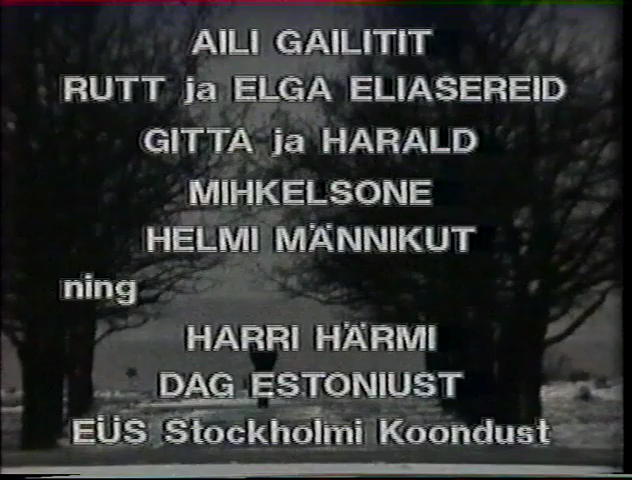 AILI GAILITIT
RUTT ja ELGA ELIASEREID
GITTA ja HARALD
MIHKELSONE
HELMI MÄNNIKUT
ning
HARRI HÄRMI
DAG ESTONIUST
EÜS Stockholmi Koondust